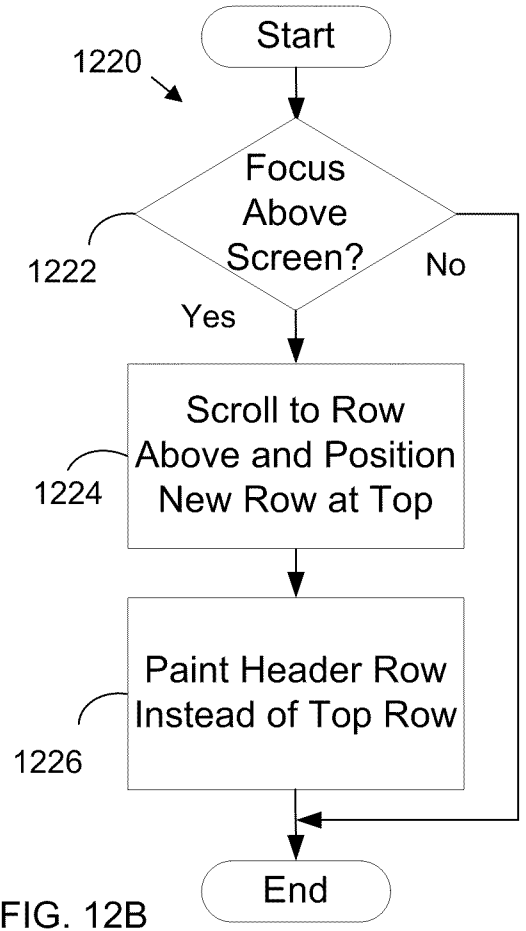 Start
1220
Focus
Above
Screen?
1222
No
Yes
Scroll to Row
Above and Position
New Row at Top
1224
Paint Header Row
Instead of Top Row
1226
End
FIG. 12B